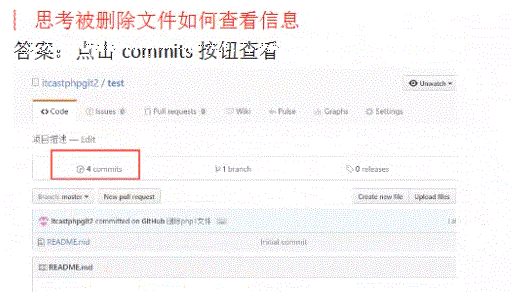 思考被删除文件如何查看信息
答案：点击 commits 按钮查看
itcastphpgit2 / test
Unwatch
Code Issues 0 Pull requests 0 Wiki Pulse Graphs Settings
项目描述 — Edit
4 commits 1 branch 0 releases
Branch: master New pull request Create new file Upload files
itcastphpgit2 committed on GitHub 删除php1文件
README.md Initial commit
README.md